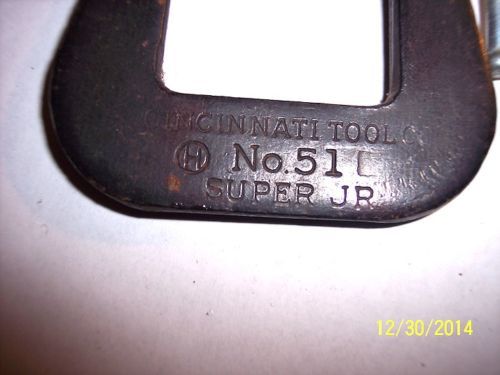 CINCINNATI TOOL C
H No. 51
SUPER JR
12/30/2014